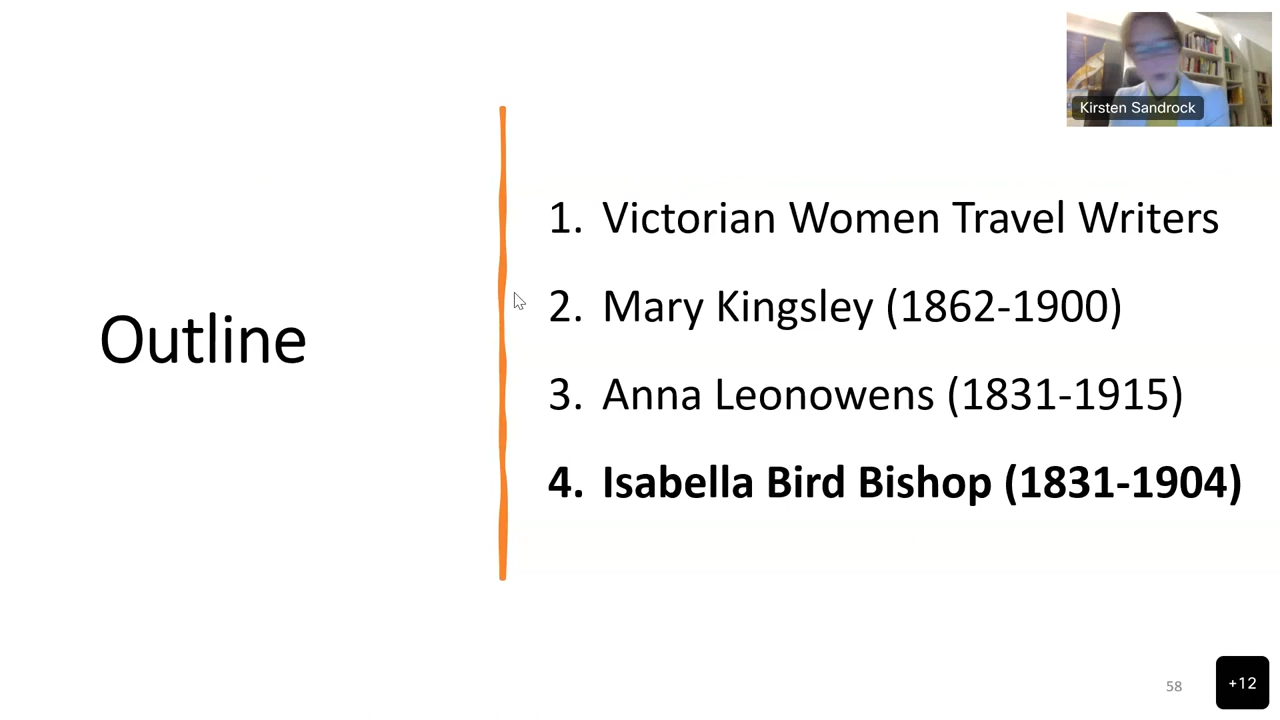 Kirsten Sandrock
Outline
1. Victorian Women Travel Writers
2. Mary Kingsley (1862-1900)
3. Anna Leonowens (1831-1915)
4. Isabella Bird Bishop (1831-1904)
58
+12